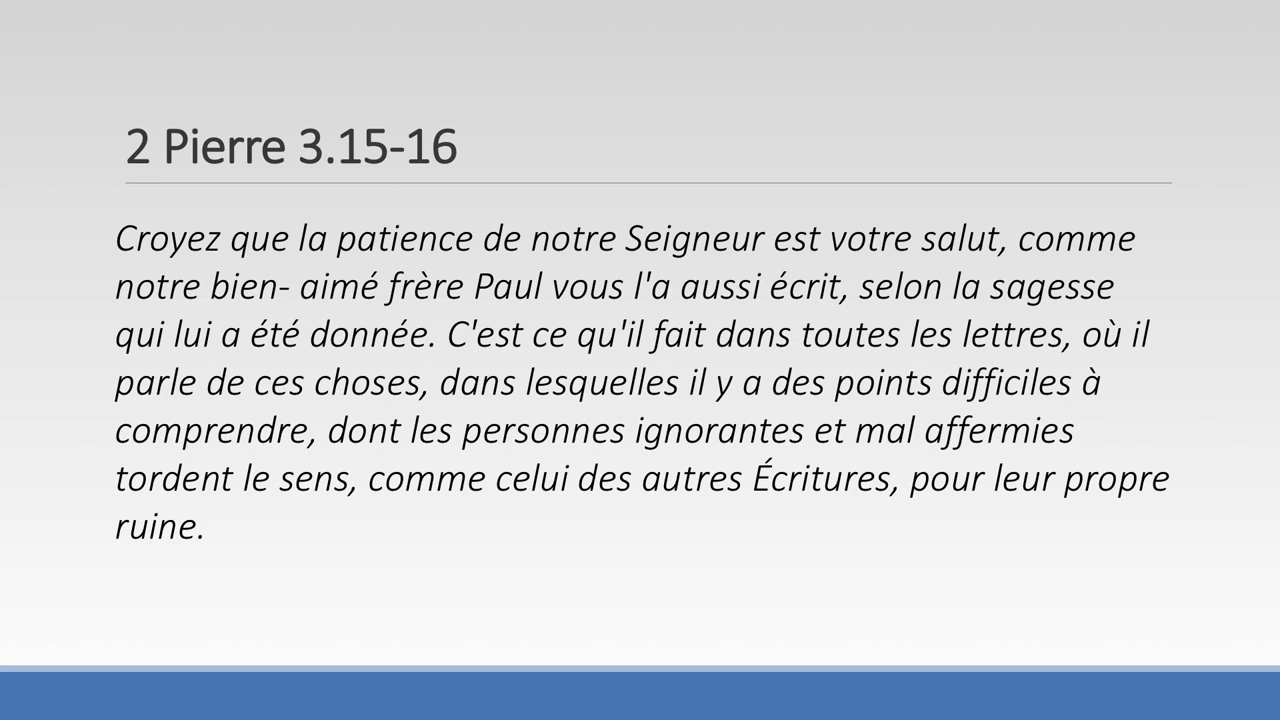 2 Pierre 3.15-16
Croyez que la patience de notre Seigneur est votre salut, comme
notre bien- aimé frère Paul vous l'a aussi écrit, selon la sagesse
qui lui a été donnée. C'est ce qu'il fait dans toutes les lettres, où il
parle de ces choses, dans lesquelles il y a des points difficiles à
comprendre, dont les personnes ignorantes et mal affermies
tordent le sens, comme celui des autres Écritures, pour leur propre
ruine.